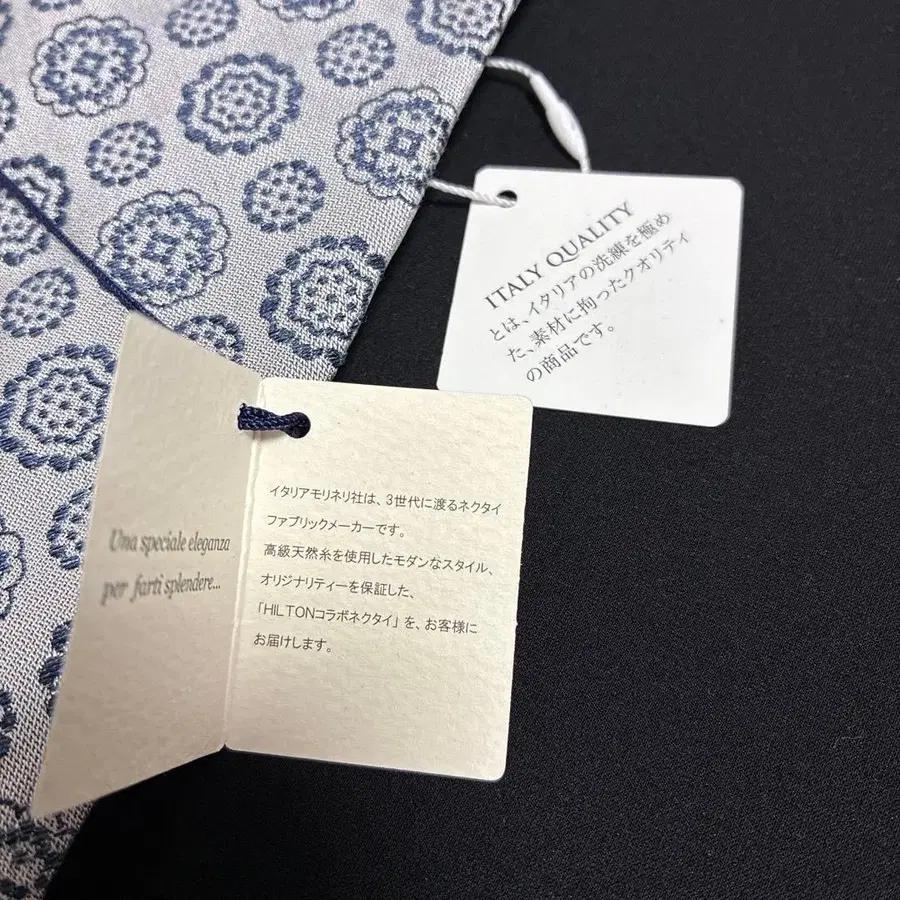 ITALY QUALITY
とは、イタリアの洗練を極め
た、素材に拘ったクオリティ
の商品です。
Una speciale eleganza
per farti splendere...
イタリアモリネリ社は、3世代に渡るネクタイ
ファブリックメーカーです。
高級天然糸を使用したモダンなスタイル、
オリジナリティーを保証した、
「HILTONコラボネクタイ」を、お客様に
お届けします。